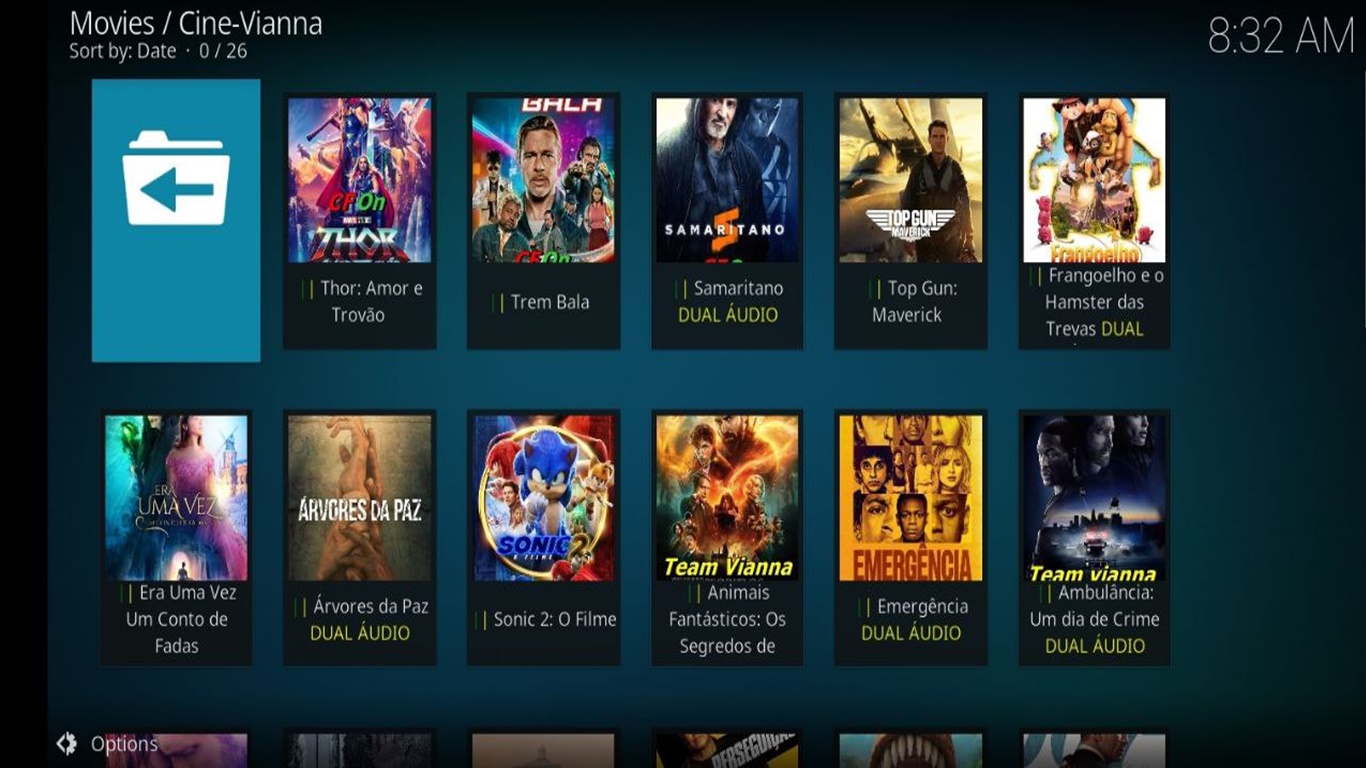 Movies / Cine-Vianna
Sort by: Date · 0 / 26
8:32 AM
BALA
SAMARITANO
TOP GUN
MAVERICK
CFOn
MARVEL STUDIOS
THOR
CFOn
Frangoelho
|| Thor: Amor e
Trovão
|| Trem Bala
|| Samaritano
DUAL ÁUDIO
|| Top Gun:
Maverick
|| Frangoelho e o
Hamster das
Trevas DUAL
ERA
UMA VEZ
ÁRVORES DA PAZ
SONIC 2
O FILME
Team Vianna
EMERGÊNCIA
Team vianna
|| Era Uma Vez
Um Conto de
Fadas
|| Árvores da Paz
DUAL ÁUDIO
|| Sonic 2: O Filme
|| Animais
Fantásticos: Os
Segredos de
|| Emergência
DUAL ÁUDIO
|| Ambulância:
Um dia de Crime
DUAL ÁUDIO
Options
PERSEGUIÇÃO